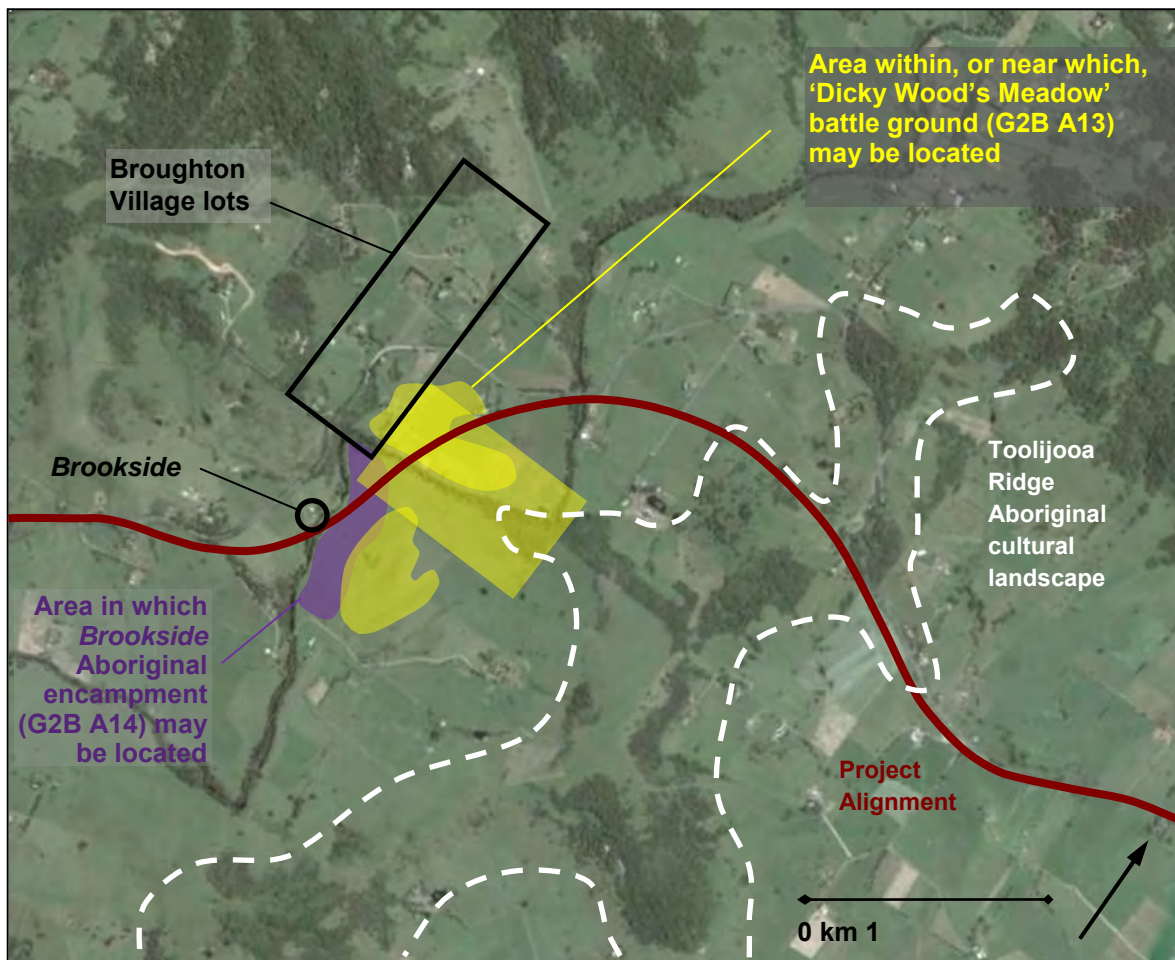 Area within, or near which,
‘Dicky Wood’s Meadow’
battle ground (G2B A13)
may be located
Broughton
Village lots
Brookside
Toolijooa
Ridge
Aboriginal
cultural
landscape
Area in which
Brookside
Aboriginal
encampment
(G2B A14) may
be located
Project
Alignment
0 km 1